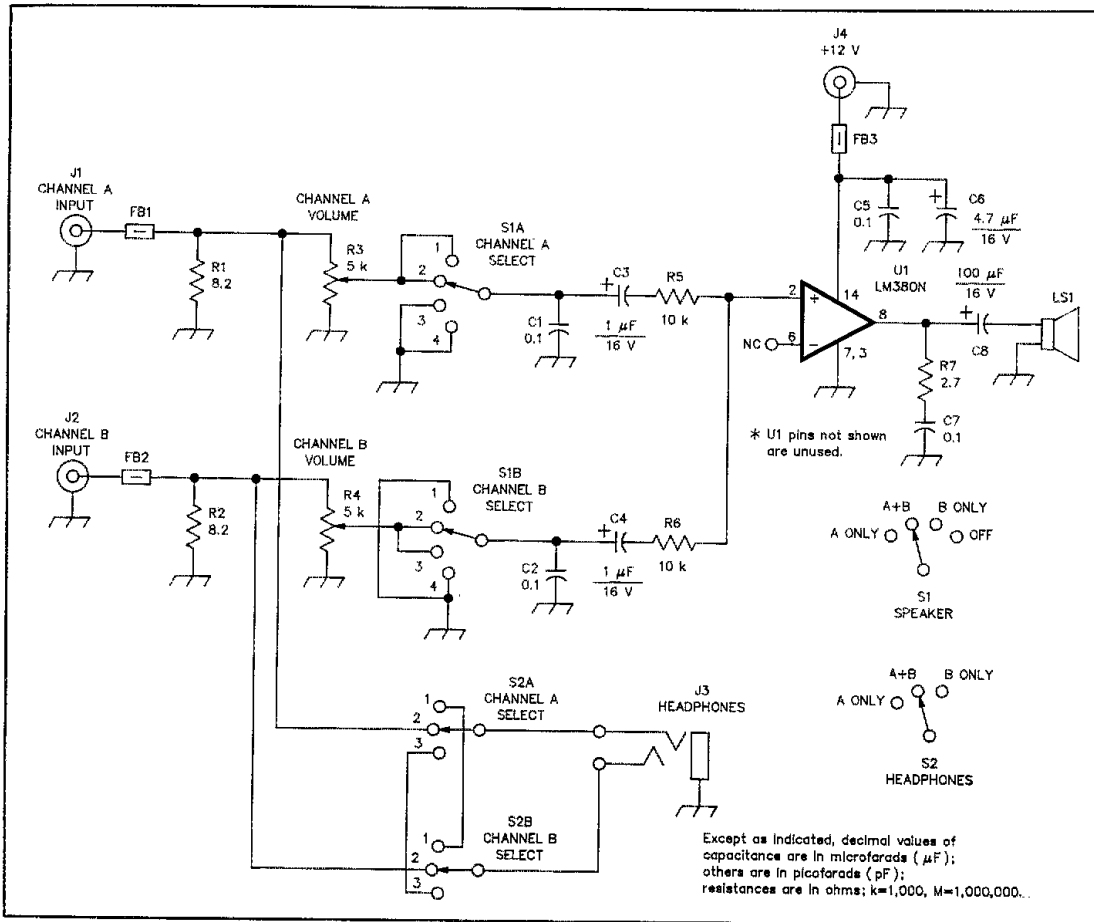 J4
+12 V
FB3
J1
CHANNEL A
INPUT
FB1
R1
8.2
CHANNEL A
VOLUME
R3
5 k
S1A
CHANNEL A
SELECT
1
2
3
4
C1
0.1
C3
+
1 µF
16 V
R5
10 k
C5
0.1
+
C6
4.7 µF
16 V
U1
LM380N
2
+
14
6
−
NC
7, 3
8
100 µF
16 V
+
C8
LS1
R7
2.7
C7
0.1
* U1 pins not shown
are unused.
J2
CHANNEL B
INPUT
FB2
R2
8.2
CHANNEL B
VOLUME
R4
5 k
S1B
CHANNEL B
SELECT
1
2
3
4
C2
0.1
C4
+
1 µF
16 V
R6
10 k
A ONLY
A+B
B ONLY
OFF
S1
SPEAKER
S2A
CHANNEL A
SELECT
1
2
3
J3
HEADPHONES
A ONLY
A+B
B ONLY
S2
HEADPHONES
S2B
CHANNEL B
SELECT
1
2
3
Except as indicated, decimal values of
capacitance are in microfarads ( µF);
others are in picofarads ( pF);
resistances are in ohms; k=1,000, M=1,000,000..